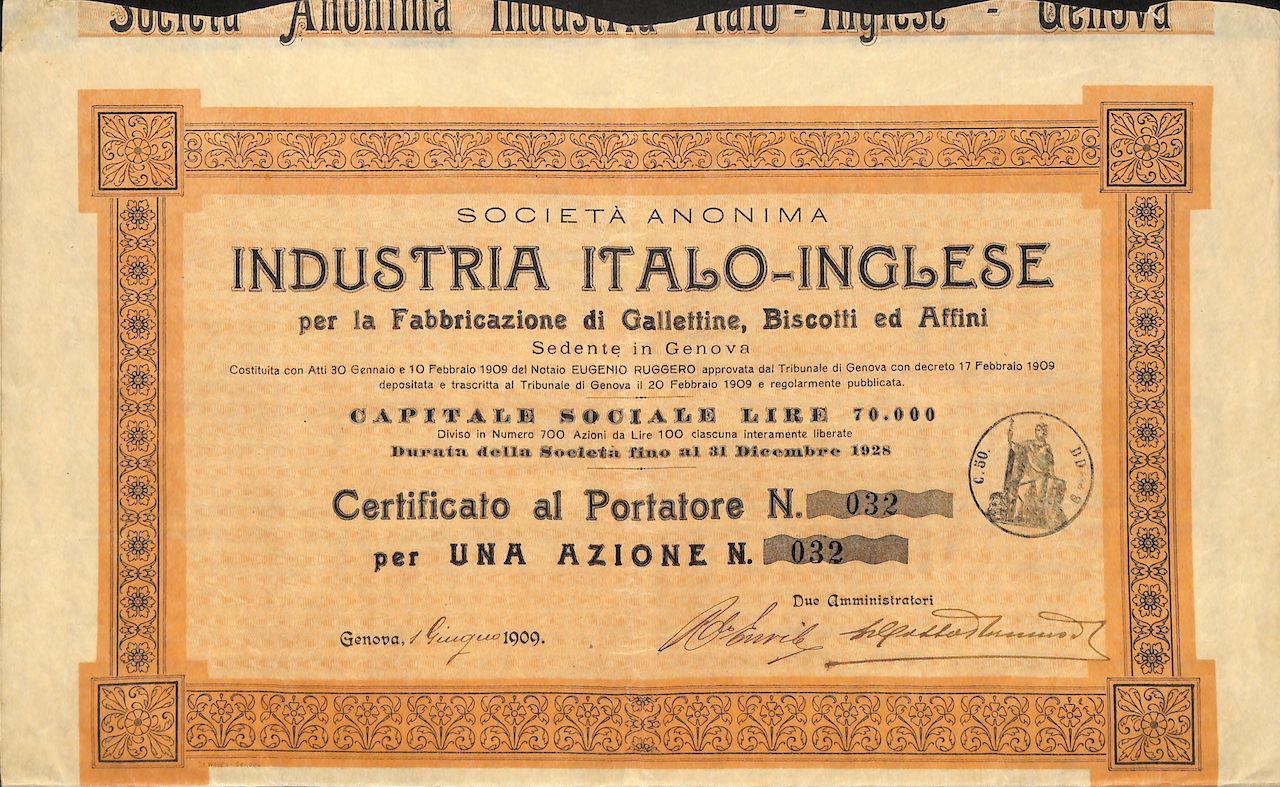 Società Anonima Industria Italo-Inglese - Genova
SOCIETÀ ANONIMA
INDUSTRIA ITALO-INGLESE
per la Fabbricazione di Gallettine, Biscotti ed Affini
Sedente in Genova
Costituita con Atti 30 Gennaio e 10 Febbraio 1909 del Notaio EUGENIO RUGGERO approvata dal Tribunale di Genova con decreto 17 Febbraio 1909
depositata e trascritta al Tribunale di Genova il 20 Febbraio 1909 e regolarmente pubblicata.
CAPITALE SOCIALE LIRE 70.000
Diviso in Numero 700 Azioni da Lire 100 ciascuna interamente liberate
Durata della Società fino al 31 Dicembre 1928
C. 50.
Certificato al Portatore N. 032
per UNA AZIONE N. 032
Due Amministratori
Genova, 1 Giugno 1909.